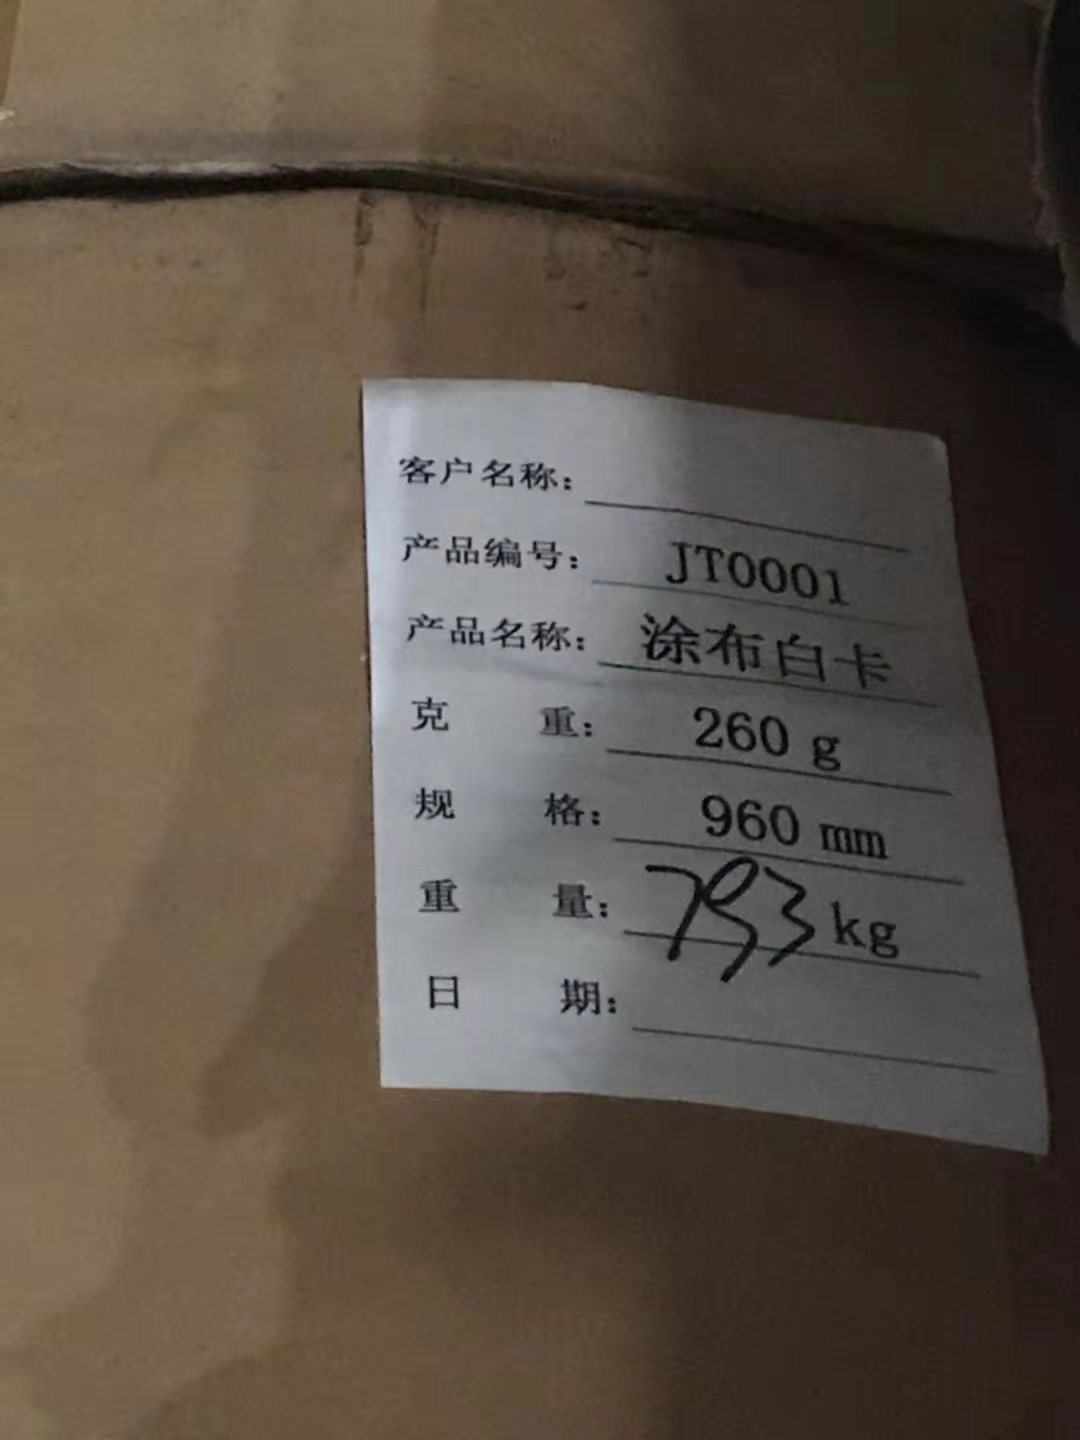 客户名称：
产品编号： JT0001
产品名称： 涂布白卡
克 重： 260 g
规 格： 960 mm
重 量： 793 kg
日 期：